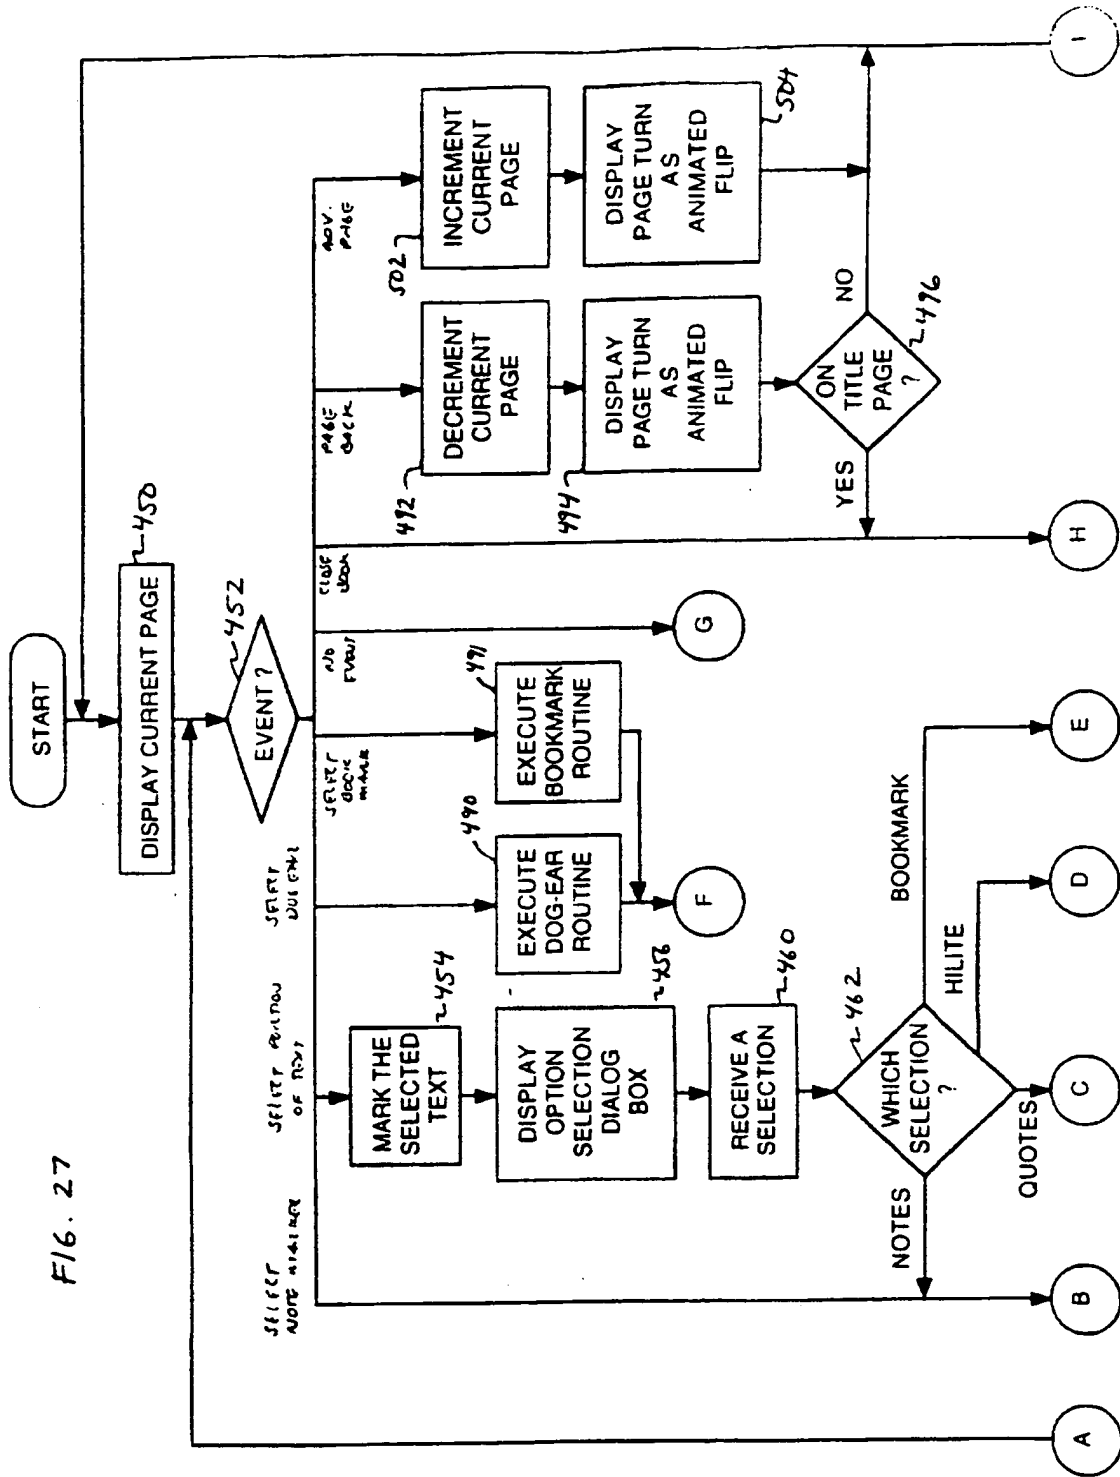 FIG. 27
START
DISPLAY CURRENT PAGE
450
EVENT ?
452
SELECT
NOTE MARKER
SELECT PORTION
OF TEXT
SELECT
DOG EAR
SELECT
BOOK
MARK
NO
EVENT
CLOSE
BOOK
PAGE
BACK
ADV.
PAGE
MARK THE
SELECTED
TEXT
454
DISPLAY
OPTION
SELECTION
DIALOG
BOX
456
RECEIVE A
SELECTION
460
WHICH
SELECTION
?
462
NOTES
QUOTES
HILITE
BOOKMARK
490
EXECUTE
DOG-EAR
ROUTINE
491
EXECUTE
BOOKMARK
ROUTINE
F
G
492
DECREMENT
CURRENT
PAGE
494
DISPLAY
PAGE TURN
AS
ANIMATED
FLIP
502
INCREMENT
CURRENT
PAGE
504
DISPLAY
PAGE TURN
AS
ANIMATED
FLIP
ON
TITLE
PAGE
?
496
YES
NO
A
B
C
D
E
H
I